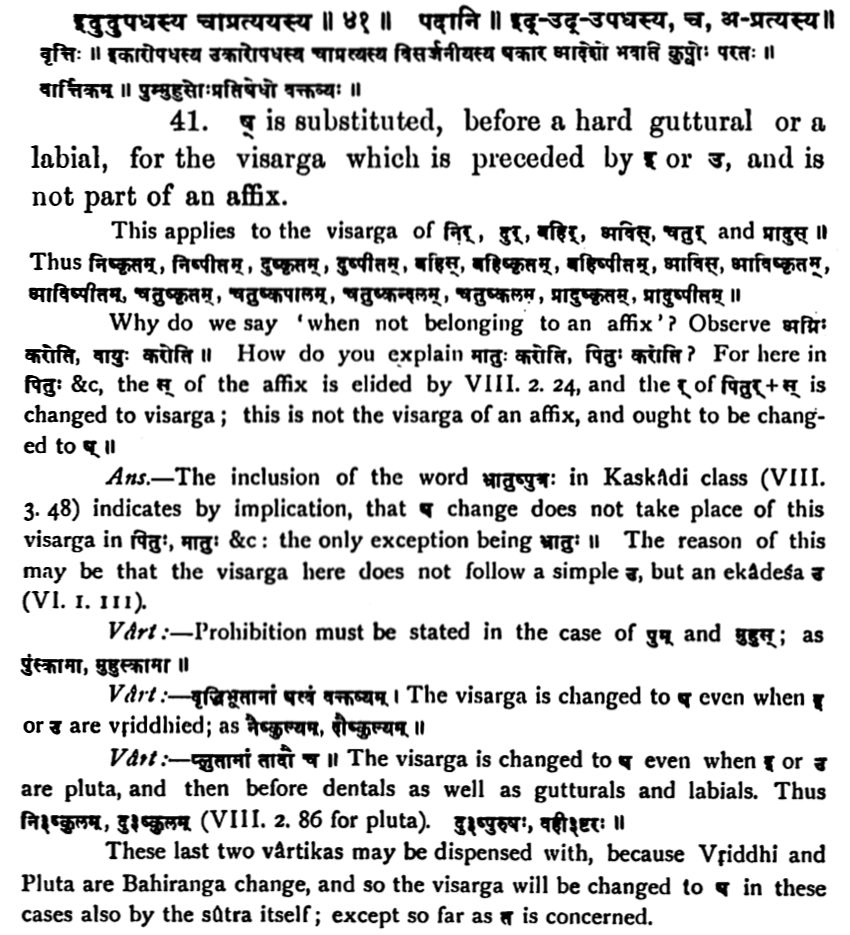 इदुदुपधस्य चाप्रत्ययस्य ॥ ४१ ॥ पदानि ॥ इद्-उद्-उपधस्य, च, अ-प्रत्यस्य॥
वृत्तिः ॥ इकारोपधस्य उकारोपधस्य चाप्रत्यस्य विसर्जनीयस्य षकार आदेशो भवति कुप्वोः परतः ॥
वार्त्तिकम् ॥ पुम्मुहुसोःप्रतिषेधो वक्तव्यः ॥
41. ष् is substituted, before a hard guttural or a
labial, for the visarga which is preceded by इ or उ, and is
not part of an affix.
This applies to the visarga of निर्, दुर्, बहिर्, आविस्, चतुर् and प्रादुस् ॥
Thus निष्कृतम्, निष्पीतम्, दुष्कृतम्, दुष्पीतम्, बहिस्, बहिष्कृतम्, बहिष्पीतम्, आविस्, आविष्कृतम्,
आविष्पीतम्, चतुष्कृतम्, चतुष्कपालम्, चतुष्कन्वलम्, चतुष्कलम्, प्रादुष्कृतम्, प्रादुष्पीतम् ॥
Why do we say 'when not belonging to an affix'? Observe अग्निः
करोति, वायुः करोति ॥ How do you explain मातुः करोति, पितुः करोति? For here in
पितुः &c, the स् of the affix is elided by VIII. 2. 24, and the र् of पितुर्+स् is
changed to visarga; this is not the visarga of an affix, and ought to be chang-
ed to ष् ॥
Ans.—The inclusion of the word भ्रातुष्पुत्रः in Kaskâdi class (VIII.
3. 48) indicates by implication, that ष change does not take place of this
visarga in पितुः, मातुः &c: the only exception being भ्रातुः ॥ The reason of this
may be that the visarga here does not follow a simple उ, but an ekâdeśa उ
(VI. 1. 111).
Vârt:—Prohibition must be stated in the case of पुम् and मुहुस्; as
पुंस्कामा, मुहुस्कामा ॥
Vârt:—वृद्धिभूतानां षत्वं वक्तव्यम् । The visarga is changed to ष even when इ
or उ are vṛiddhied; as नैष्कुल्यम्, दौष्कुल्यम् ॥
Vârt:—प्लुतानां तादौ च ॥ The visarga is changed to ष even when इ or उ
are pluta, and then before dentals as well as gutturals and labials. Thus
नि३ष्कुलम्, दु३ष्कुलम् (VIII. 2. 86 for pluta). दु३ष्पुरुषः, बही३ष्टरः ॥
These last two vârtikas may be dispensed with, because Vṛiddhi and
Pluta are Bahiranga change, and so the visarga will be changed to ष in these
cases also by the sûtra itself; except so far as त is concerned.